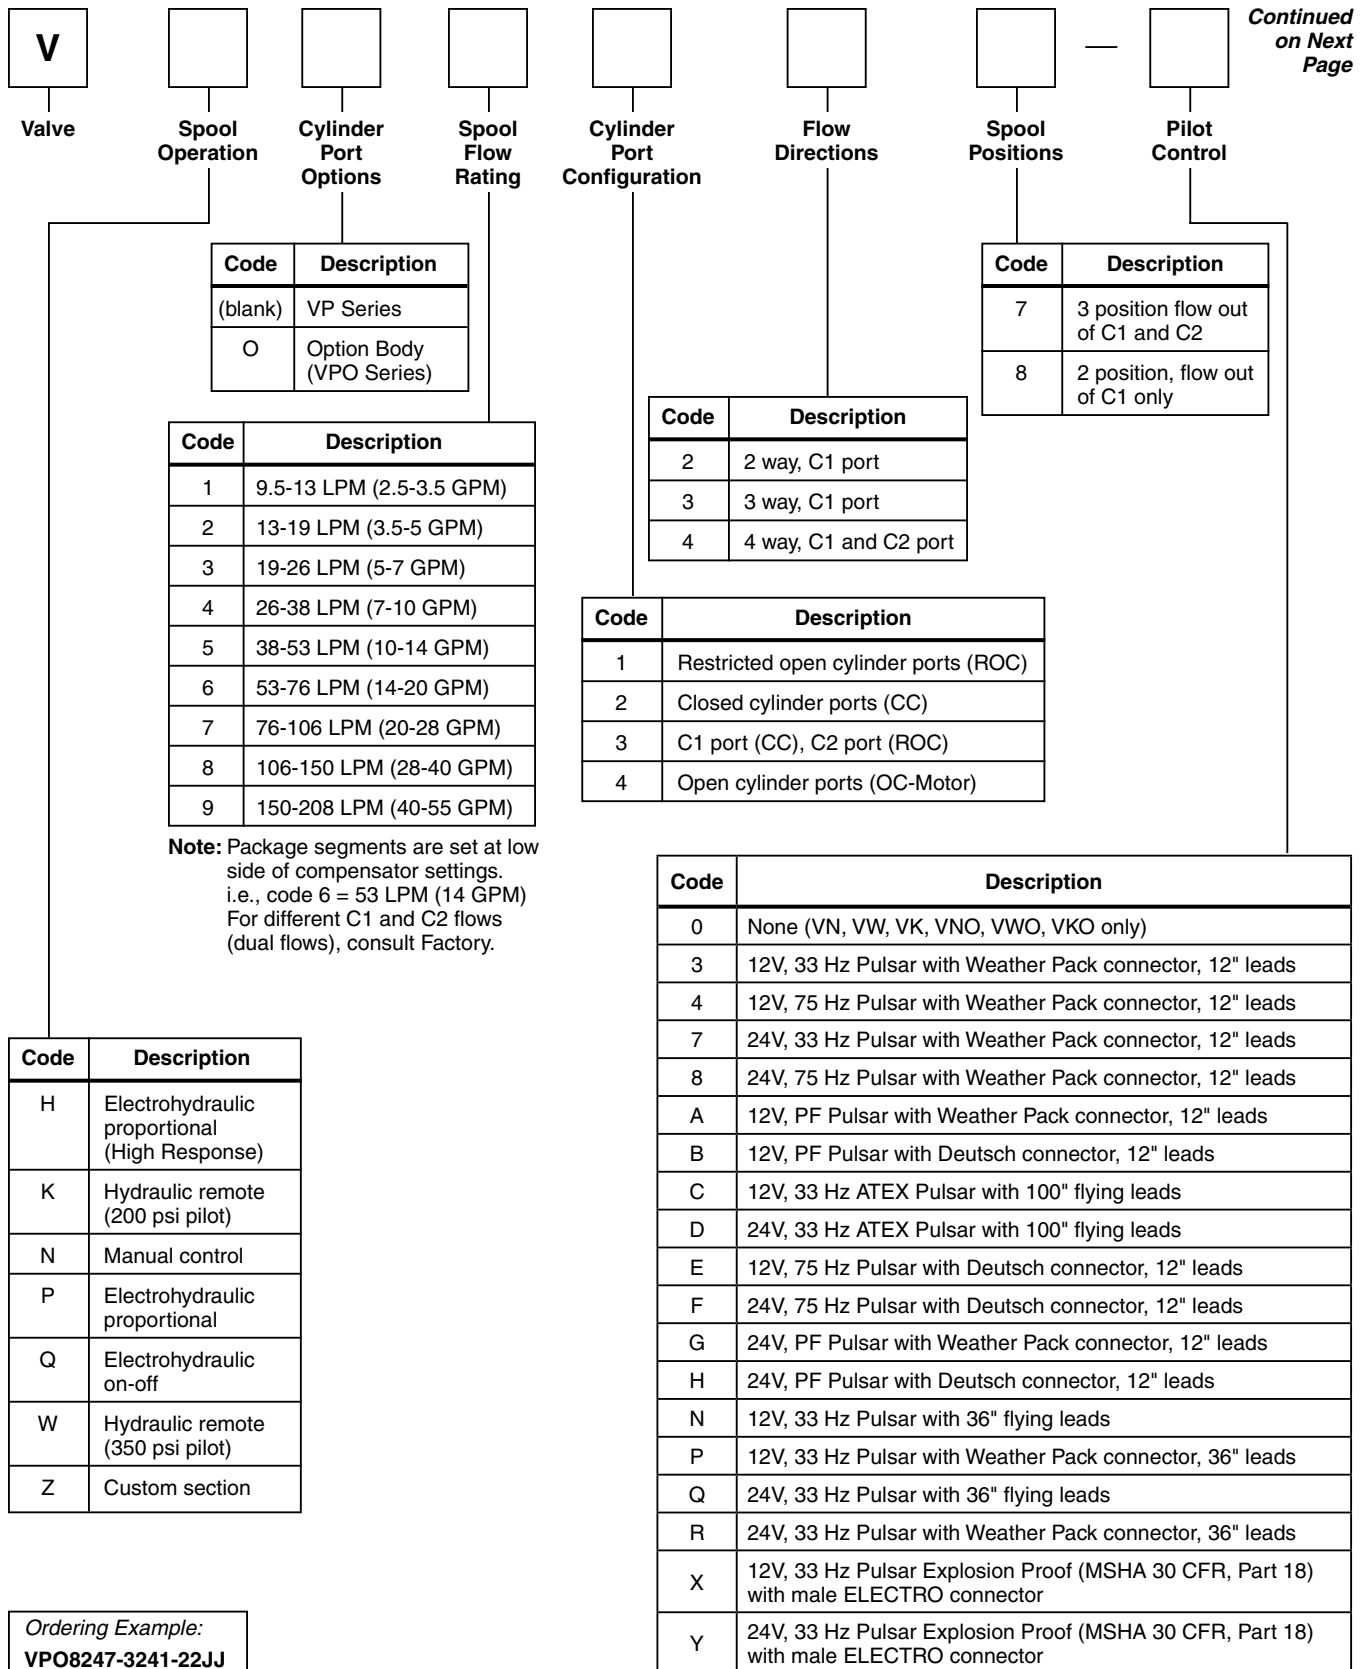 V
—
Continued
on Next
Page
Valve
Spool
Operation
Cylinder
Port
Options
Spool
Flow
Rating
Cylinder
Port
Configuration
Flow
Directions
Spool
Positions
Pilot
Control
Code Description
(blank) VP Series
O Option Body
(VPO Series)
Code Description
7 3 position flow out
of C1 and C2
8 2 position, flow out
of C1 only
Code Description
2 2 way, C1 port
3 3 way, C1 port
4 4 way, C1 and C2 port
Code Description
1 9.5-13 LPM (2.5-3.5 GPM)
2 13-19 LPM (3.5-5 GPM)
3 19-26 LPM (5-7 GPM)
4 26-38 LPM (7-10 GPM)
5 38-53 LPM (10-14 GPM)
6 53-76 LPM (14-20 GPM)
7 76-106 LPM (20-28 GPM)
8 106-150 LPM (28-40 GPM)
9 150-208 LPM (40-55 GPM)
Note: Package segments are set at low
side of compensator settings.
i.e., code 6 = 53 LPM (14 GPM)
For different C1 and C2 flows
(dual flows), consult Factory.
Code Description
1 Restricted open cylinder ports (ROC)
2 Closed cylinder ports (CC)
3 C1 port (CC), C2 port (ROC)
4 Open cylinder ports (OC-Motor)
Code Description
0 None (VN, VW, VK, VNO, VWO, VKO only)
3 12V, 33 Hz Pulsar with Weather Pack connector, 12" leads
4 12V, 75 Hz Pulsar with Weather Pack connector, 12" leads
7 24V, 33 Hz Pulsar with Weather Pack connector, 12" leads
8 24V, 75 Hz Pulsar with Weather Pack connector, 12" leads
A 12V, PF Pulsar with Weather Pack connector, 12" leads
B 12V, PF Pulsar with Deutsch connector, 12" leads
C 12V, 33 Hz ATEX Pulsar with 100" flying leads
D 24V, 33 Hz ATEX Pulsar with 100" flying leads
E 12V, 75 Hz Pulsar with Deutsch connector, 12" leads
F 24V, 75 Hz Pulsar with Deutsch connector, 12" leads
G 24V, PF Pulsar with Weather Pack connector, 12" leads
H 24V, PF Pulsar with Deutsch connector, 12" leads
N 12V, 33 Hz Pulsar with 36" flying leads
P 12V, 33 Hz Pulsar with Weather Pack connector, 36" leads
Q 24V, 33 Hz Pulsar with 36" flying leads
R 24V, 33 Hz Pulsar with Weather Pack connector, 36" leads
X 12V, 33 Hz Pulsar Explosion Proof (MSHA 30 CFR, Part 18)
with male ELECTRO connector
Y 24V, 33 Hz Pulsar Explosion Proof (MSHA 30 CFR, Part 18)
with male ELECTRO connector
Code Description
H Electrohydraulic
proportional
(High Response)
K Hydraulic remote
(200 psi pilot)
N Manual control
P Electrohydraulic
proportional
Q Electrohydraulic
on-off
W Hydraulic remote
(350 psi pilot)
Z Custom section
Ordering Example:
VPO8247-3241-22JJ